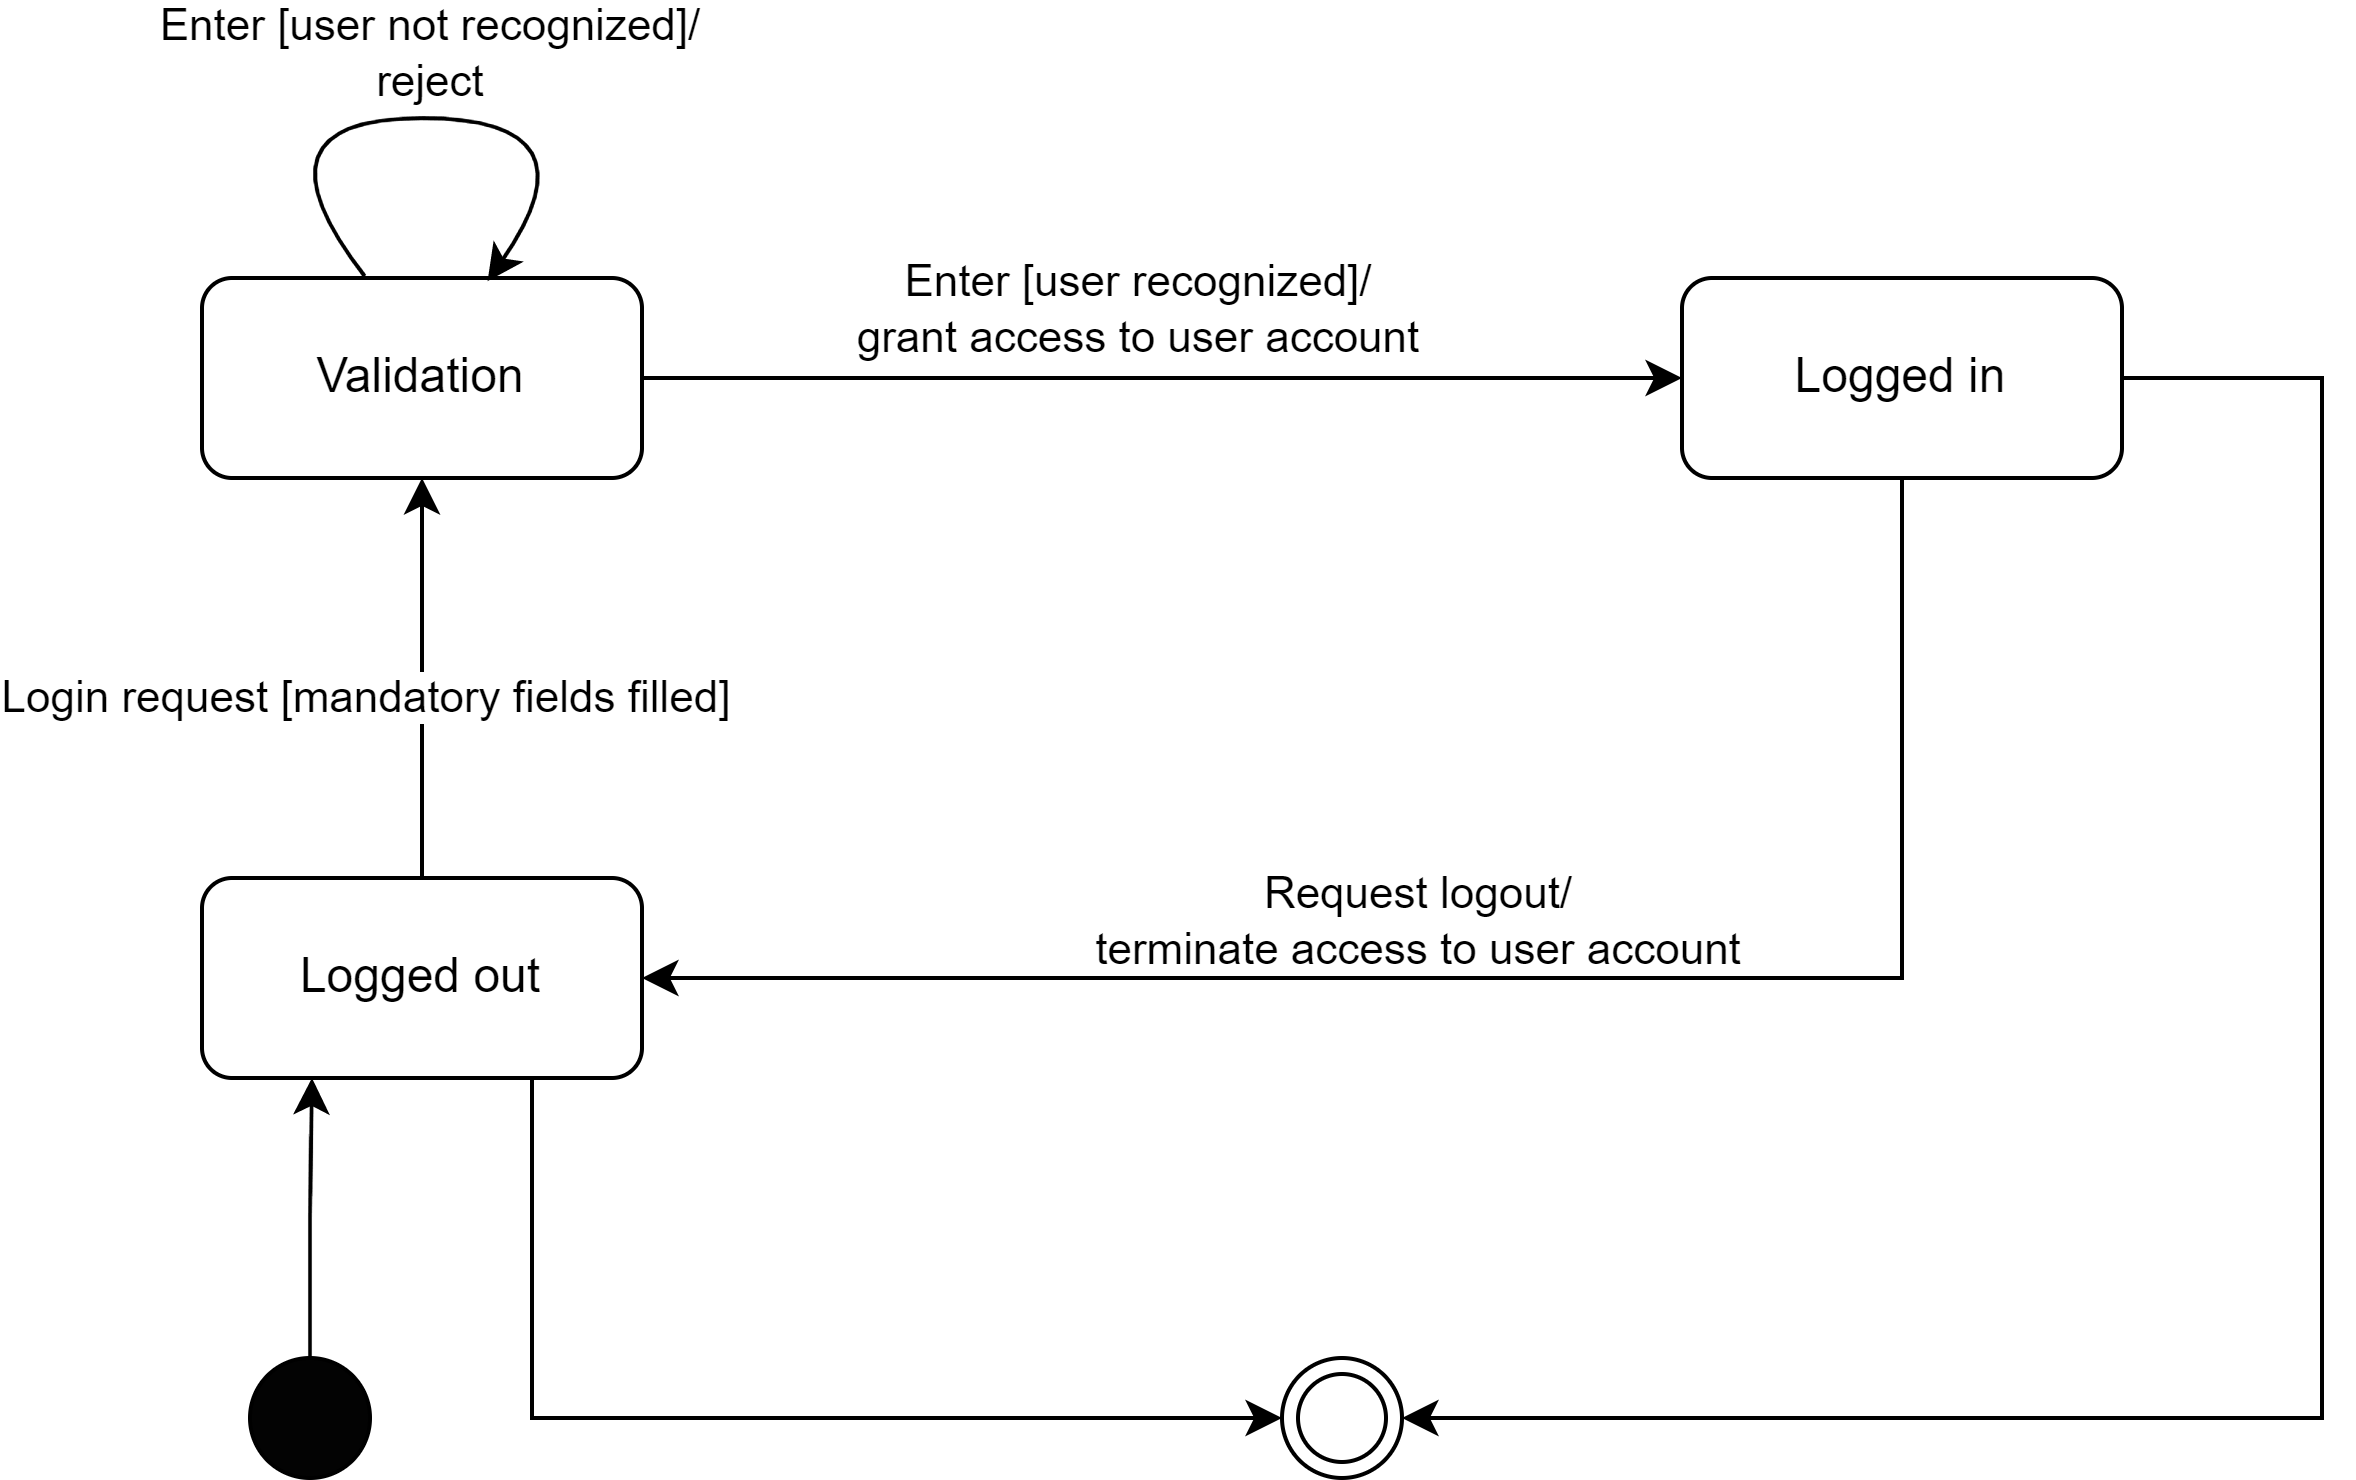 Enter [user not recognized]/
reject
Enter [user recognized]/
grant access to user account
Validation
Logged in
Login request [mandatory fields filled]
Request logout/
terminate access to user account
Logged out